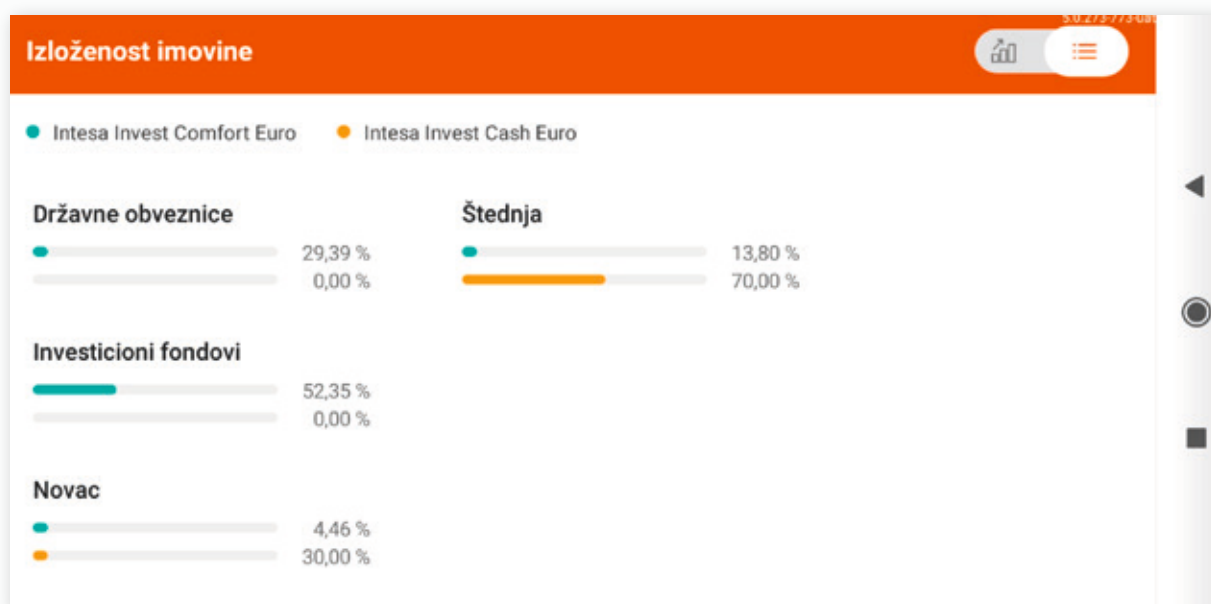 Izloženost imovine
Intesa Invest Comfort Euro
Intesa Invest Cash Euro
Državne obveznice
29,39 %
0,00 %
Štednja
13,80 %
70,00 %
Investicioni fondovi
52,35 %
0,00 %
Novac
4,46 %
30,00 %